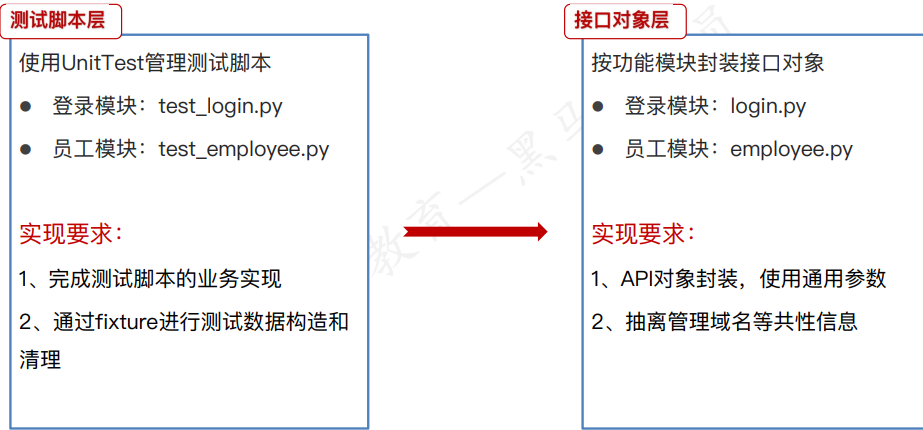 测试脚本层
使用UnitTest管理测试脚本
● 登录模块：test_login.py
● 员工模块：test_employee.py
实现要求：
1、完成测试脚本的业务实现
2、通过fixture进行测试数据构造和
清理
接口对象层
按功能模块封装接口对象
● 登录模块：login.py
● 员工模块：employee.py
实现要求：
1、API对象封装，使用通用参数
2、抽离管理域名等共性信息
教育—黑马
员